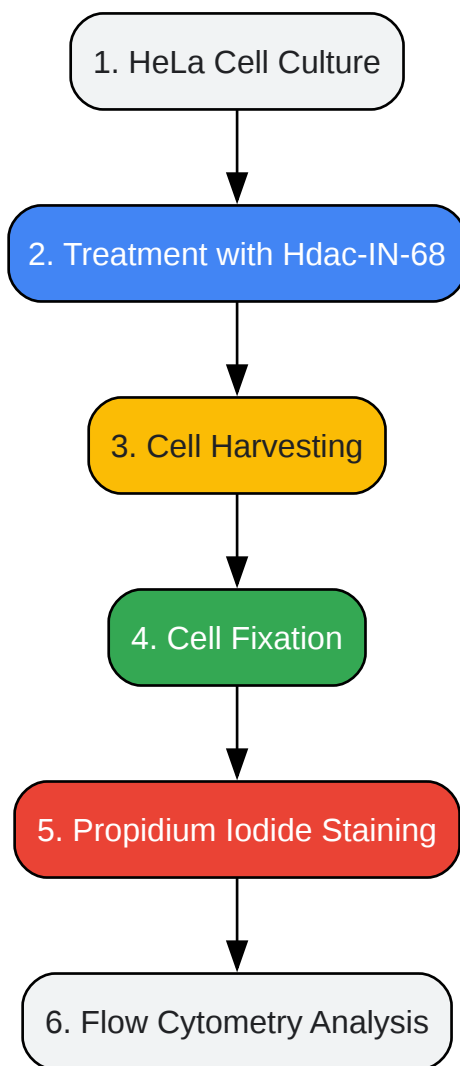 1. HeLa Cell Culture
2. Treatment with Hdac-IN-68
3. Cell Harvesting
4. Cell Fixation
5. Propidium Iodide Staining
6. Flow Cytometry Analysis